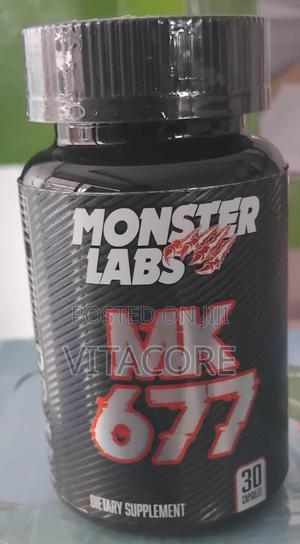 MONSTER
LABS
POSTED ON JIJI
VITACORE
MK
677
30
CAPSULES
DIETARY SUPPLEMENT